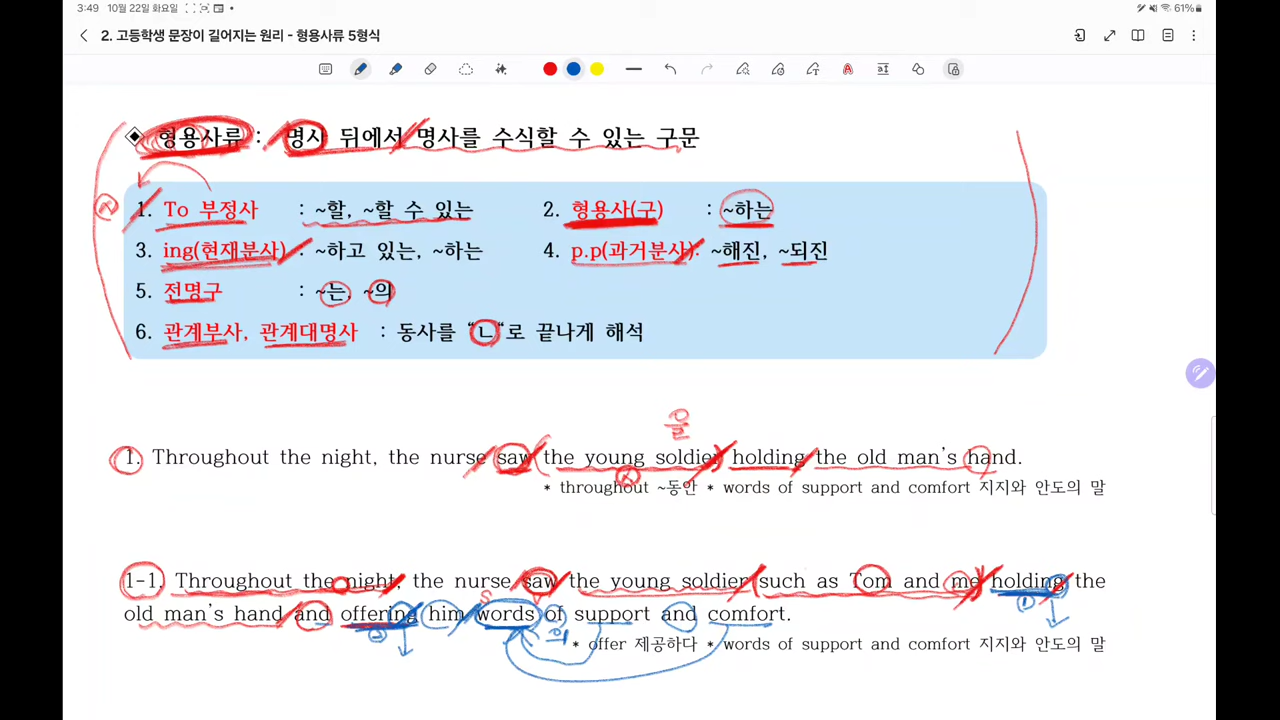 3:49 10월 22일 화요일 61%
2. 고등학생 문장이 길어지는 원리 - 형용사류 5형식
◈ 형용사류 : 명사 뒤에서 명사를 수식할 수 있는 구문
1. To 부정사 : ~할, ~할 수 있는 2. 형용사(구) : ~하는
3. ing(현재분사) : ~하고 있는, ~하는 4. p.p(과거분사): ~해진, ~되진
5. 전명구 : ~는, ~의
6. 관계부사, 관계대명사 : 동사를 "ㄴ"로 끝나게 해석
을
1. Throughout the night, the nurse saw the young soldier holding the old man's hand.
* throughout ~동안 * words of support and comfort 지지와 안도의 말
1-1. Throughout the night, the nurse saw the young soldier such as Tom and me holding the
old man's hand and offering him words of support and comfort.
의
* offer 제공하다 * words of support and comfort 지지와 안도의 말